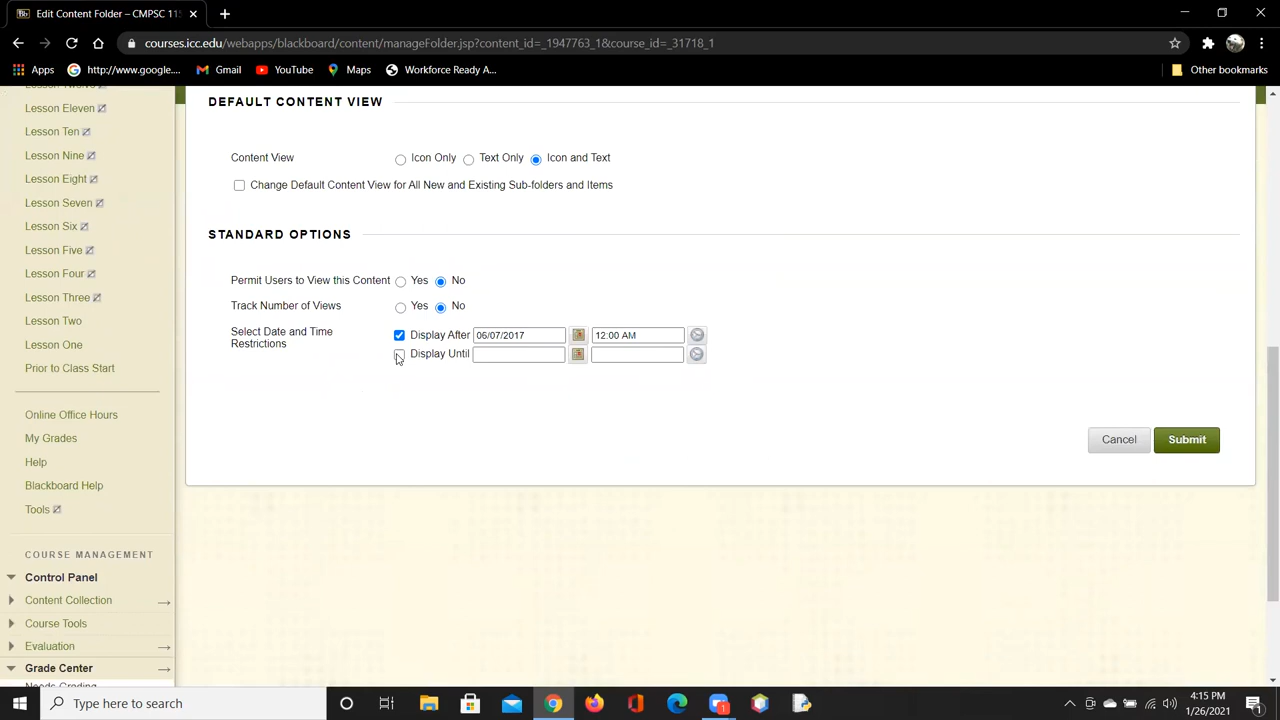 Bb Edit Content Folder – CMPSC 11
courses.icc.edu/webapps/blackboard/content/manageFolder.jsp?content_id=_1947763_1&course_id=_31718_1
Apps http://www.google.... Gmail YouTube Maps Workforce Ready A... Other bookmarks
Lesson Twelve
Lesson Eleven
Lesson Ten
Lesson Nine
Lesson Eight
Lesson Seven
Lesson Six
Lesson Five
Lesson Four
Lesson Three
Lesson Two
Lesson One
Prior to Class Start
Online Office Hours
My Grades
Help
Blackboard Help
Tools
COURSE MANAGEMENT
Control Panel
Content Collection
Course Tools
Evaluation
Grade Center
Needs Grading
DEFAULT CONTENT VIEW
Content View Icon Only Text Only Icon and Text
Change Default Content View for All New and Existing Sub-folders and Items
STANDARD OPTIONS
Permit Users to View this Content Yes No
Track Number of Views Yes No
Select Date and Time
Restrictions
Display After 06/07/2017 12:00 AM
Display Until
Cancel Submit
Type here to search
1
4:15 PM
1/26/2021
1